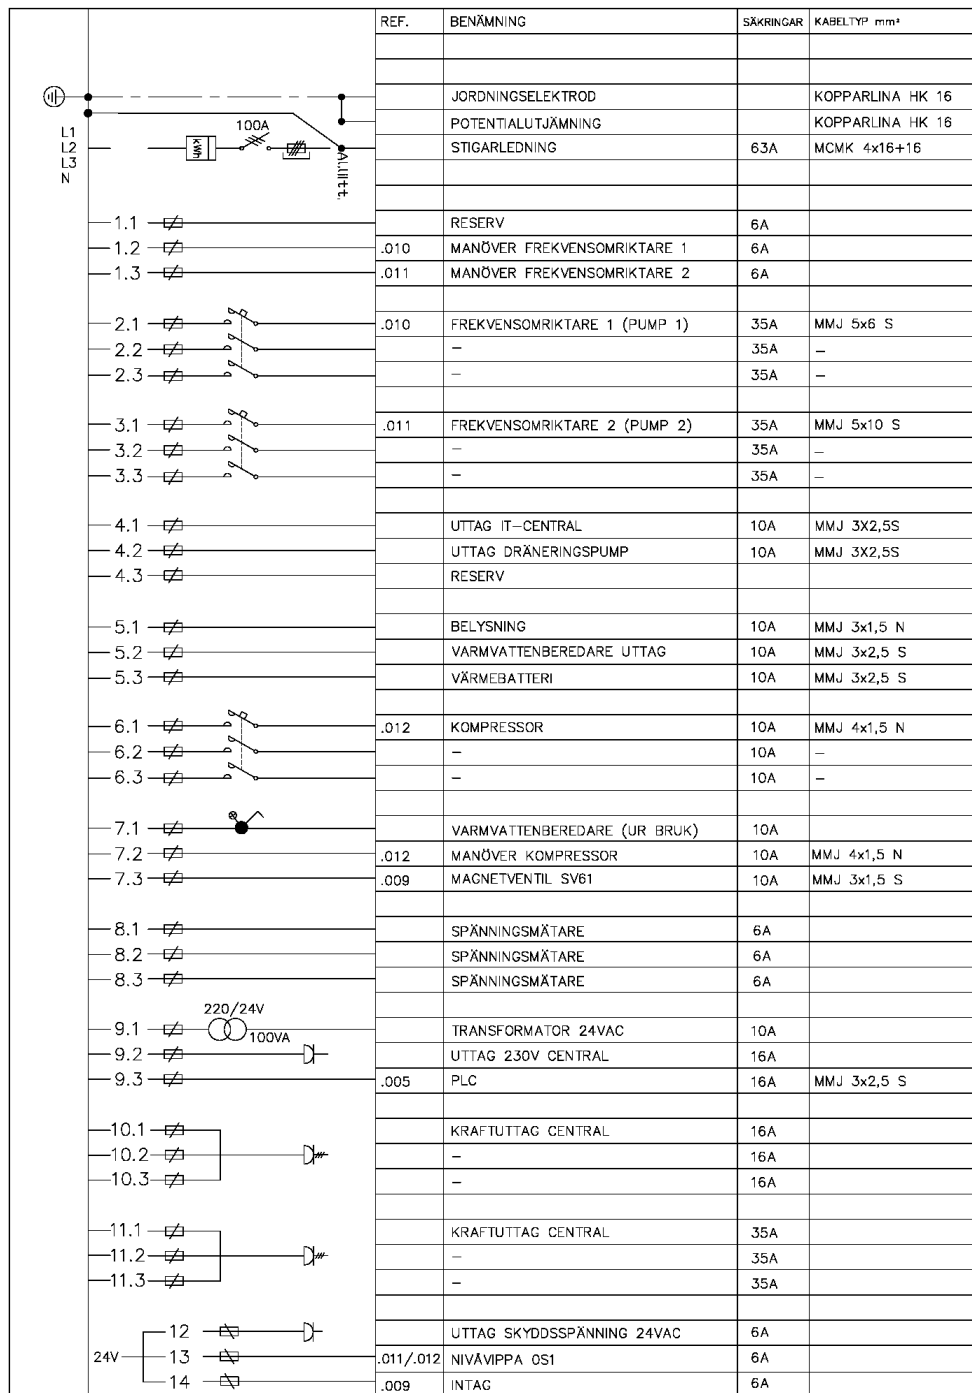 REF. BENÄMNING SÄKRINGAR KABELTYP mm²
JORDNINGSELEKTROD KOPPARLINA HK 16
POTENTIALUTJÄMNING KOPPARLINA HK 16
100A
L1
L2 kWh STIGARLEDNING 63A MCMK 4x16+16
L3
N
1.1 RESERV 6A
1.2 .010 MANÖVER FREKVENSOMRIKTARE 1 6A
1.3 .011 MANÖVER FREKVENSOMRIKTARE 2 6A
2.1 .010 FREKVENSOMRIKTARE 1 (PUMP 1) 35A MMJ 5x6 S
2.2 – 35A –
2.3 – 35A –
3.1 .011 FREKVENSOMRIKTARE 2 (PUMP 2) 35A MMJ 5x10 S
3.2 – 35A –
3.3 – 35A –
4.1 UTTAG IT–CENTRAL 10A MMJ 3X2,5S
4.2 UTTAG DRÄNERINGSPUMP 10A MMJ 3X2,5S
4.3 RESERV
5.1 BELYSNING 10A MMJ 3x1,5 N
5.2 VARMVATTENBEREDARE UTTAG 10A MMJ 3x2,5 S
5.3 VÄRMEBATTERI 10A MMJ 3x2,5 S
6.1 .012 KOMPRESSOR 10A MMJ 4x1,5 N
6.2 – 10A –
6.3 – 10A –
7.1 VARMVATTENBEREDARE (UR BRUK) 10A
7.2 .012 MANÖVER KOMPRESSOR 10A MMJ 4x1,5 N
7.3 .009 MAGNETVENTIL SV61 10A MMJ 3x1,5 S
8.1 SPÄNNINGSMÄTARE 6A
8.2 SPÄNNINGSMÄTARE 6A
8.3 SPÄNNINGSMÄTARE 6A
220/24V
9.1 100VA TRANSFORMATOR 24VAC 10A
9.2 UTTAG 230V CENTRAL 16A
9.3 .005 PLC 16A MMJ 3x2,5 S
10.1 KRAFTUTTAG CENTRAL 16A
10.2 – 16A
10.3 – 16A
11.1 KRAFTUTTAG CENTRAL 35A
11.2 – 35A
11.3 – 35A
12 UTTAG SKYDDSSPÄNNING 24VAC 6A
24V 13 .011/.012 NIVÅVIPPA OS1 6A
14 .009 INTAG 6A